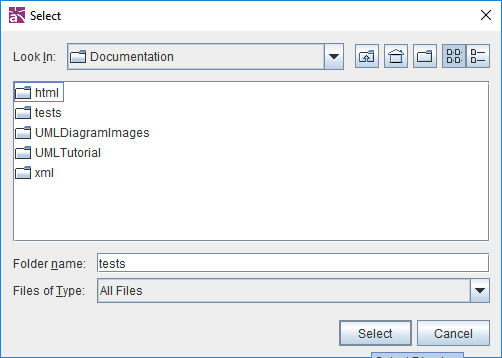 Select
Look In: Documentation
html
tests
UMLDiagramImages
UMLTutorial
xml
Folder name: tests
Files of Type: All Files
Select Cancel